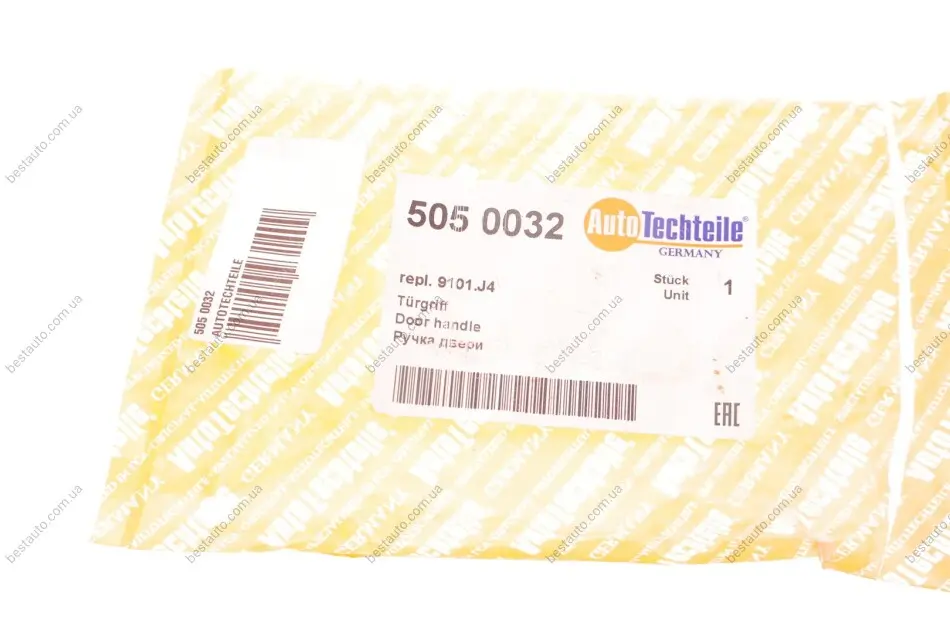 505 0032
AUTOTECHTEILE
505 0032
AutoTechteile®
GERMANY
repl. 9101.J4
Stück
Unit
1
Türgriff
Door handle
Ручка двери
EAC
bestauto.com.ua